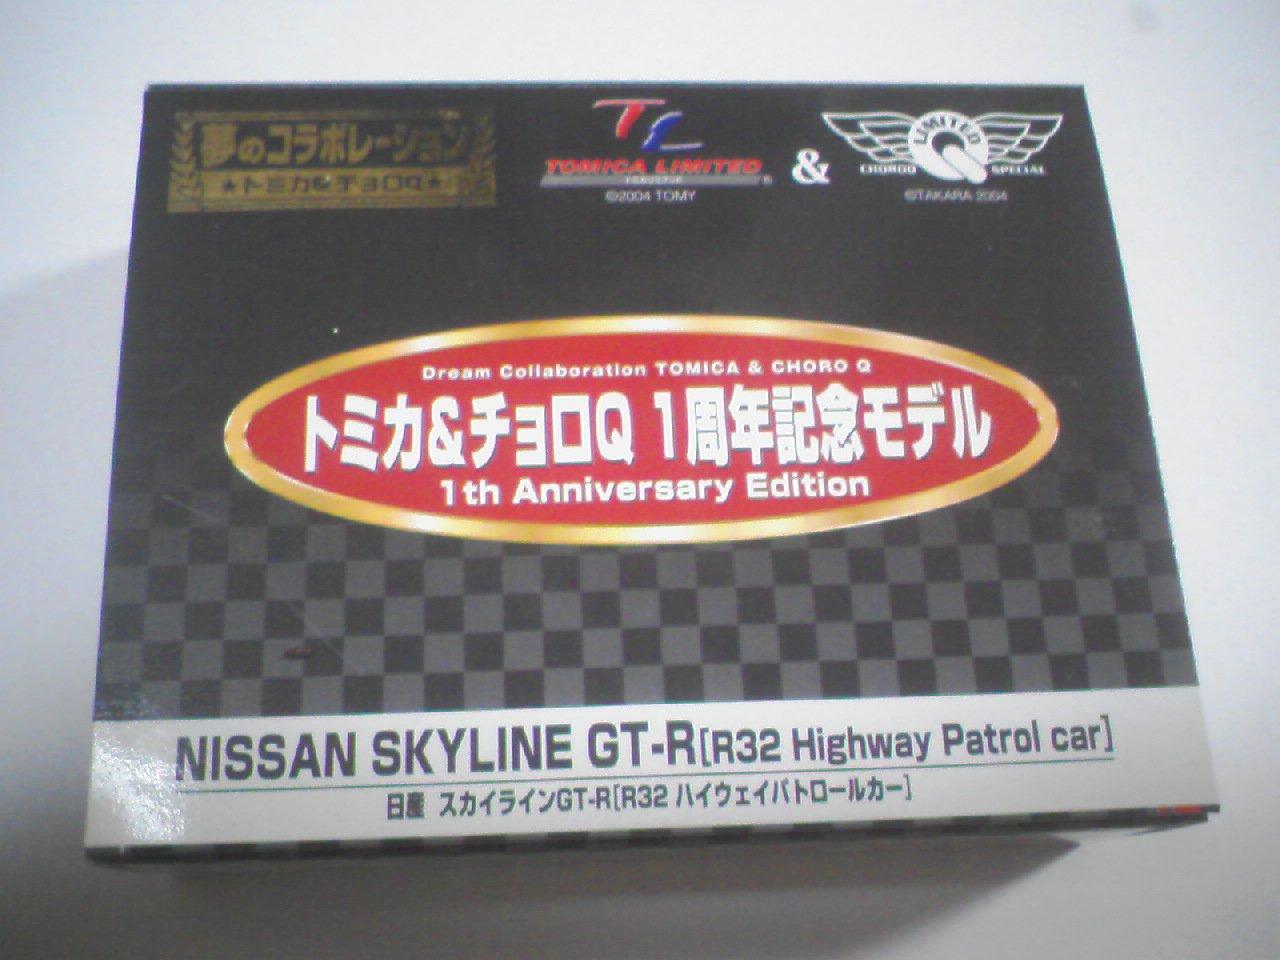 夢のコラボレーション
★トミカ&チョロQ★
TL
TOMICA LIMITED
©2004 TOMY
&
LIMITED
CHOROQ SPECIAL
©TAKARA 2004
Dream Collaboration TOMICA & CHORO Q
トミカ&チョロQ 1周年記念モデル
1th Anniversary Edition
NISSAN SKYLINE GT-R[R32 Highway Patrol car]
日産 スカイラインGT-R[R32 ハイウェイパトロールカー]